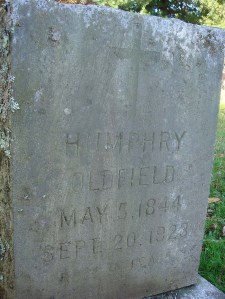 HUMPHRY
OLDFIELD
MAY 5, 1844
SEPT. 20, 1923